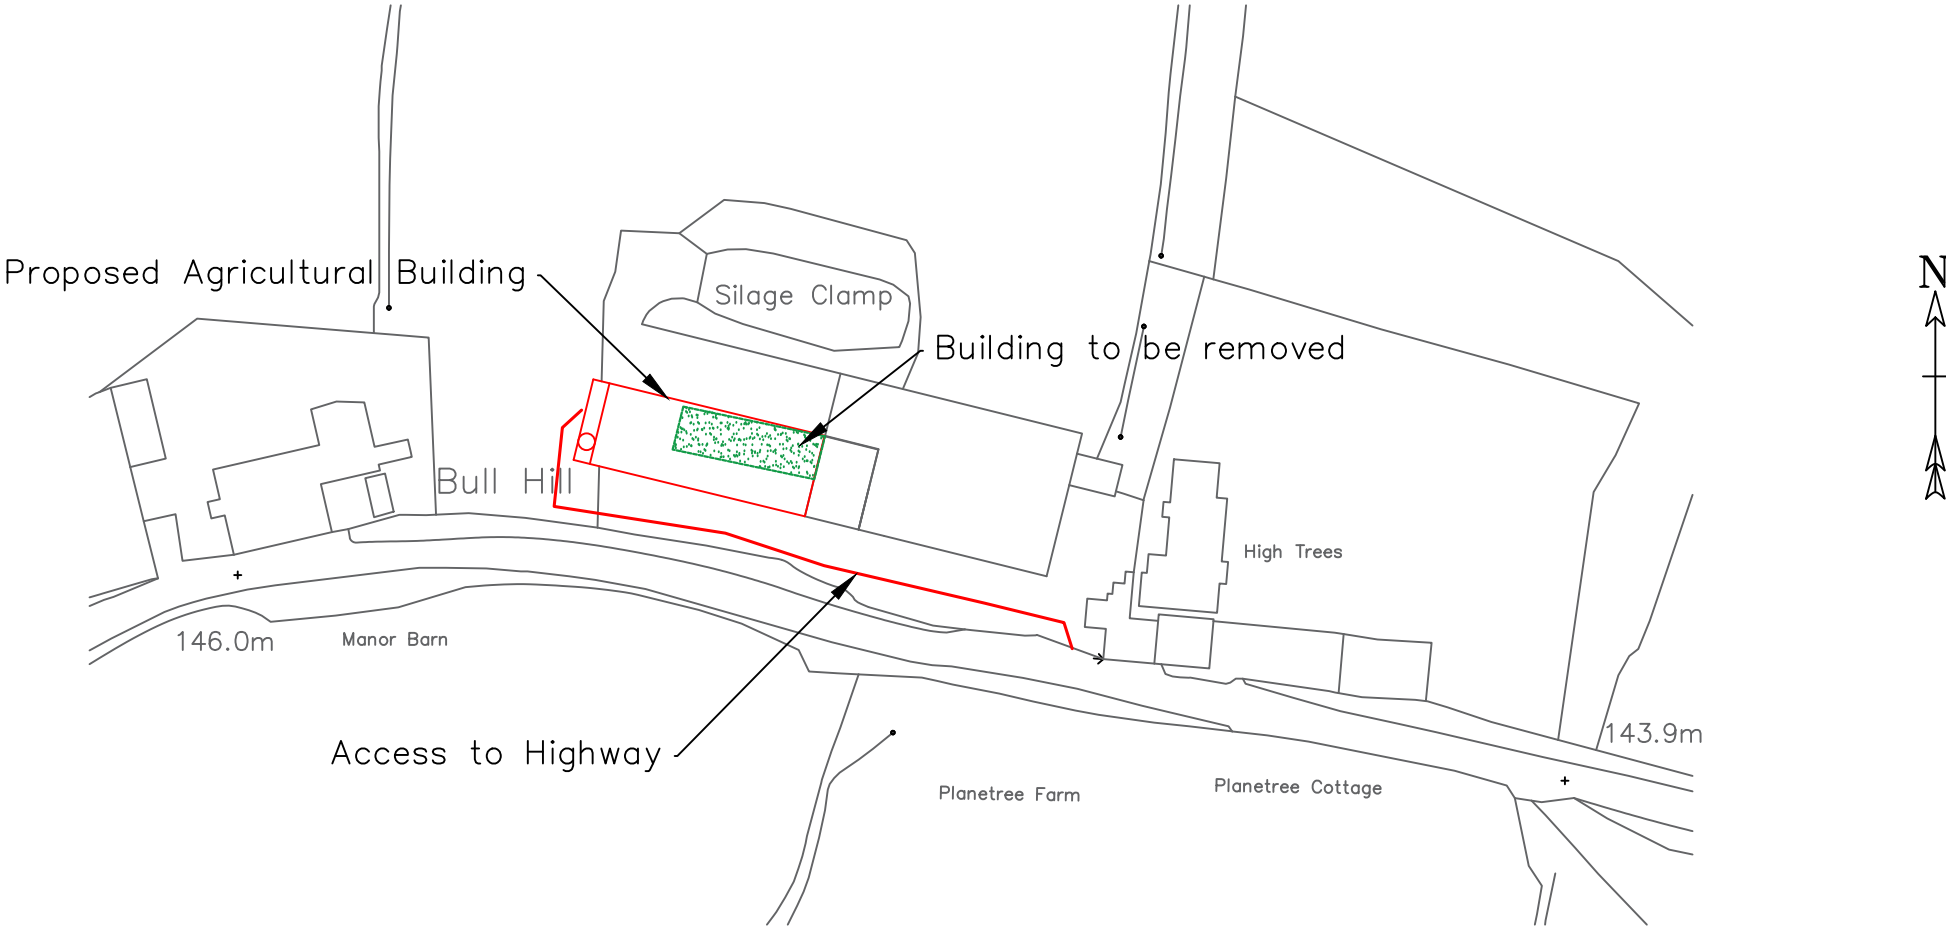 N
Proposed Agricultural Building
Silage Clamp
Building to be removed
Bull Hill
High Trees
146.0m
Manor Barn
143.9m
Access to Highway
Planetree Farm
Planetree Cottage